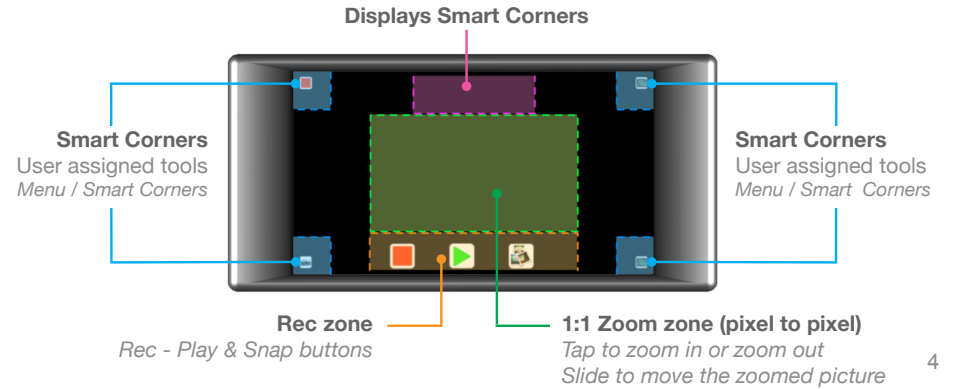 Displays Smart Corners
Smart Corners
User assigned tools
Menu / Smart Corners
Smart Corners
User assigned tools
Menu / Smart Corners
Rec zone
Rec - Play & Snap buttons
1:1 Zoom zone (pixel to pixel)
Tap to zoom in or zoom out
Slide to move the zoomed picture
4